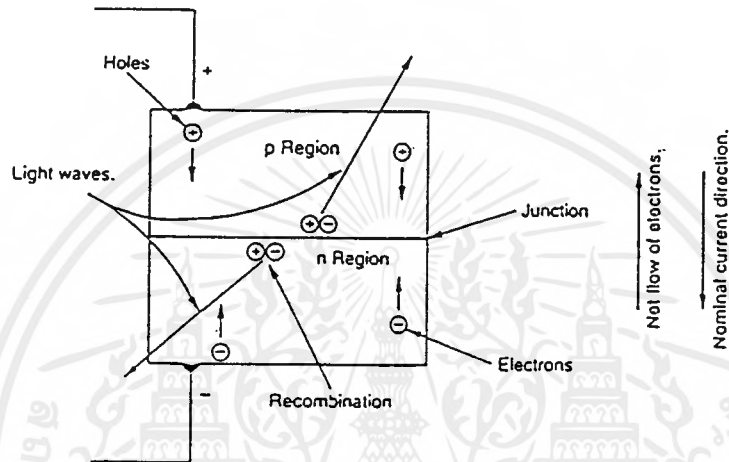 Holes
+
p Region
Light waves.
Junction
n Region
Electrons
Recombination
-
Not flow of electrons;
Nominal current direction.